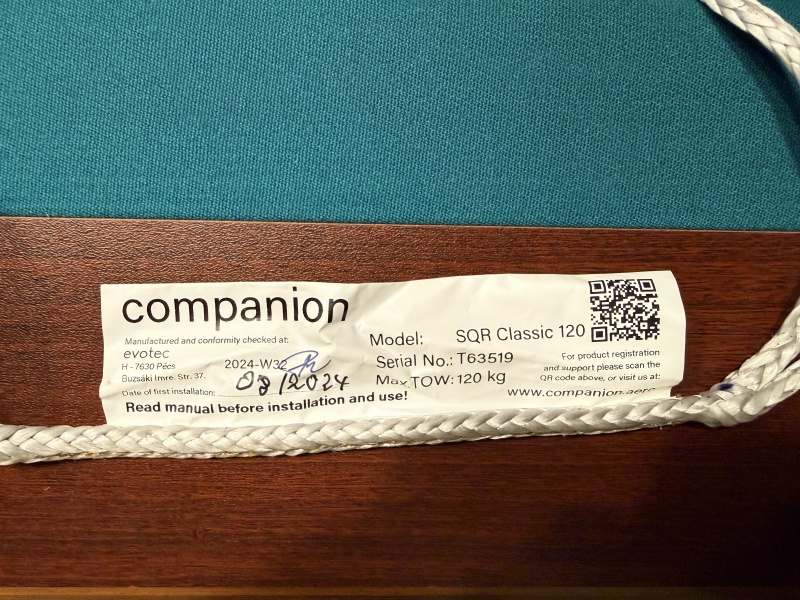 companion
Manufactured and conformity checked at:
evotec
H - 7630 Pécs
Buzsáki Imre. Str. 37.
2024-W32
Date of first installation: 08/2024
Read manual before installation and use!
Model: SQR Classic 120
Serial No.: T63519
Max.TOW: 120 kg
For product registration
and support please scan the
QR code above, or visit us at:
www.companion.aero